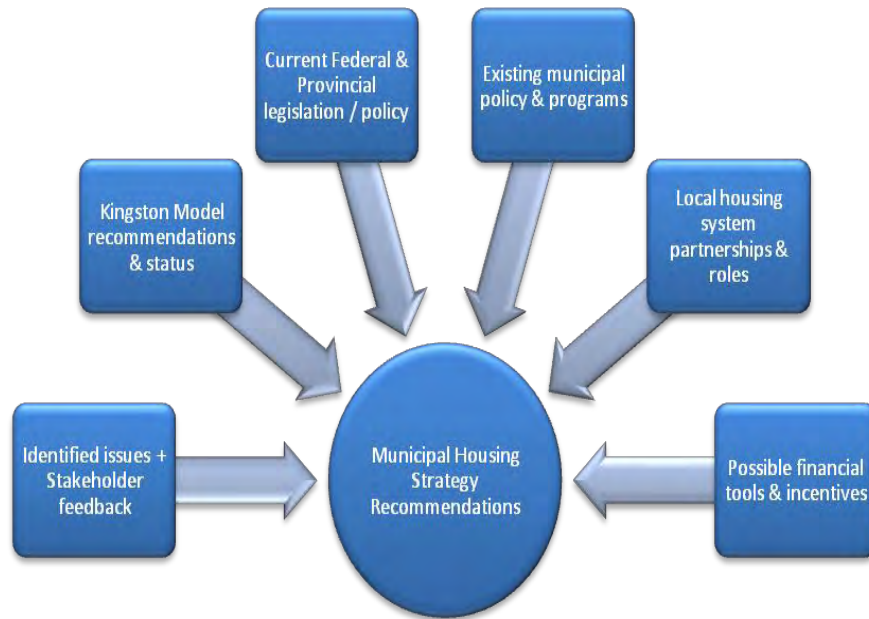 Current Federal &
Provincial
legislation / policy
Existing municipal
policy & programs
Kingston Model
recommendations
& status
Local housing
system
partnerships &
roles
Identified issues +
Stakeholder
feedback
Municipal Housing
Strategy
Recommendations
Possible financial
tools & incentives